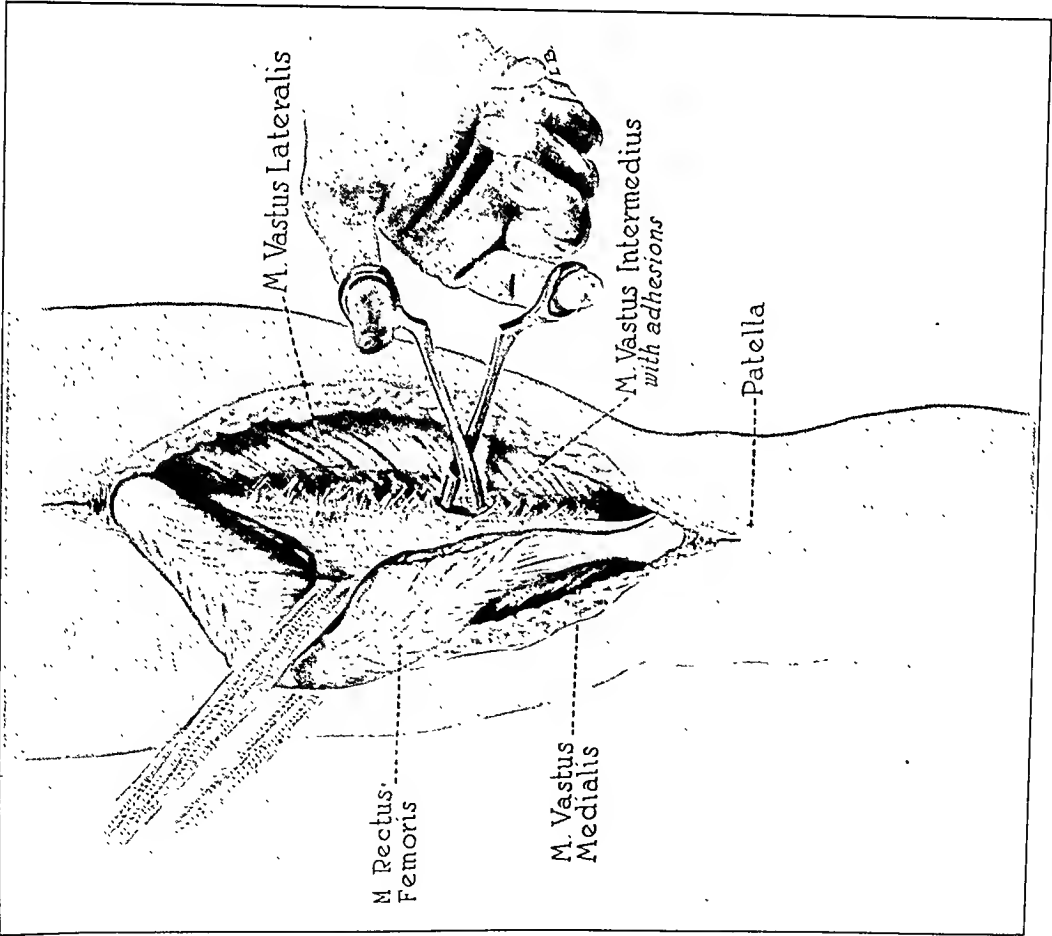 M. Vastus Lateralis
M. Vastus Intermedius
with adhesions
Patella
M Rectus
Femoris
M. Vastus
Medialis